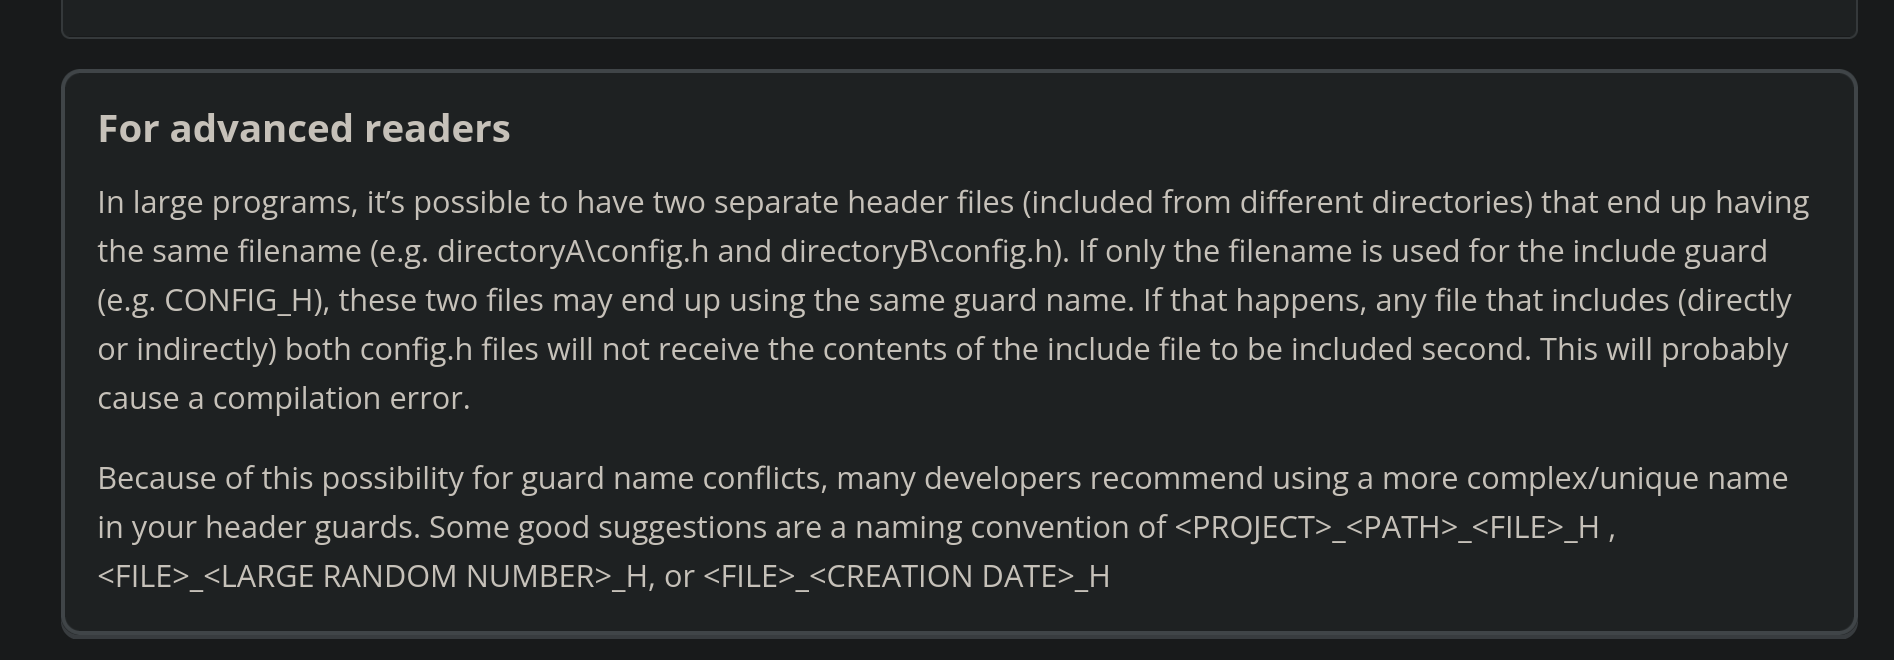 For advanced readers
In large programs, it’s possible to have two separate header files (included from different directories) that end up having
the same filename (e.g. directoryA\config.h and directoryB\config.h). If only the filename is used for the include guard
(e.g. CONFIG_H), these two files may end up using the same guard name. If that happens, any file that includes (directly
or indirectly) both config.h files will not receive the contents of the include file to be included second. This will probably
cause a compilation error.
Because of this possibility for guard name conflicts, many developers recommend using a more complex/unique name
in your header guards. Some good suggestions are a naming convention of <PROJECT>_<PATH>_<FILE>_H ,
<FILE>_<LARGE RANDOM NUMBER>_H, or <FILE>_<CREATION DATE>_H